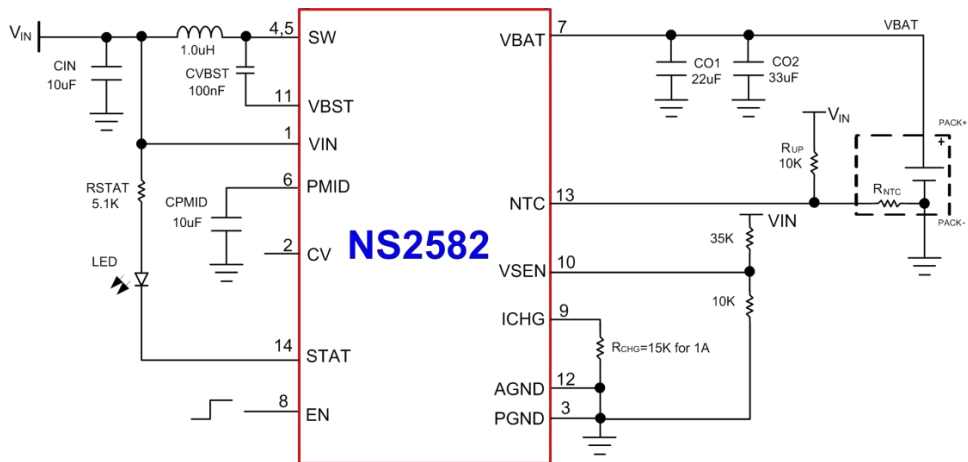 VIN
CIN
10uF
1.0uH
CVBST
100nF
4,5
SW
11
VBST
1
VIN
RSTAT
5.1K
CPMID
10uF
6
PMID
2
CV
LED
14
STAT
8
EN
NS2582
7
VBAT
VBAT
CO1
22uF
CO2
33uF
VIN
RUP
10K
PACK+
+
RNTC
PACK-
13
NTC
VIN
35K
10
VSEN
10K
9
ICHG
RCHG=15K for 1A
12
AGND
3
PGND